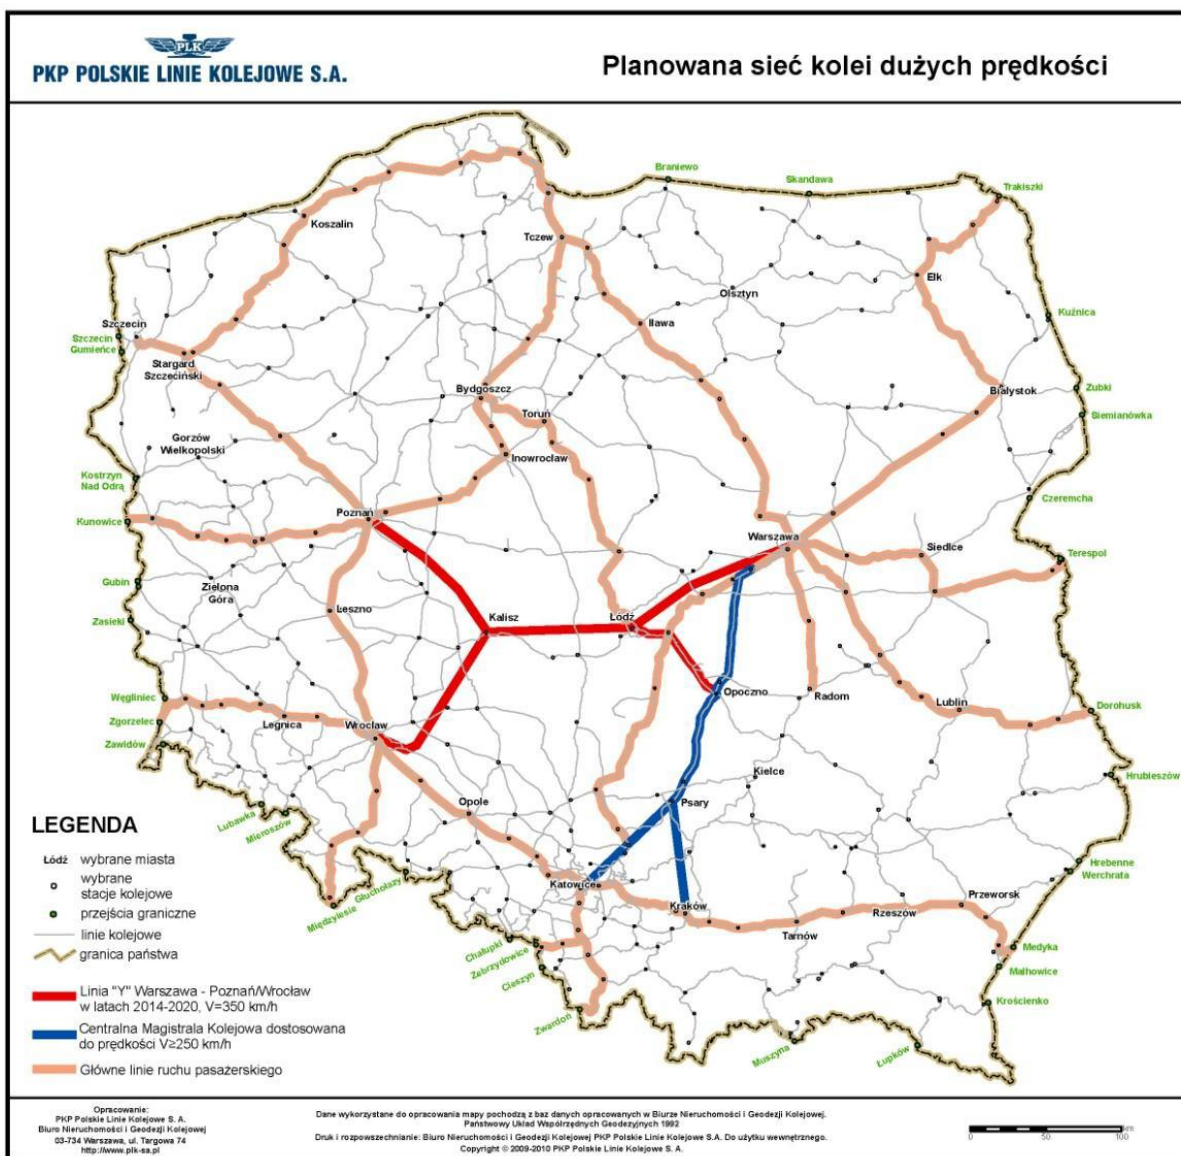 PLK
PKP POLSKIE LINIE KOLEJOWE S.A.
Planowana sieć kolei dużych prędkości
Braniewo
Skandawa
Trakiszki
Koszalin
Tczew
Ełk
Olsztyn
Kuźnica
Szczecin
Iława
Szczecin
Gumieńce
Stargard
Szczeciński
Bydgoszcz
Białystok
Zubki
Toruń
Siemianówka
Gorzów
Wielkopolski
Inowrocław
Kostrzyn
Nad Odrą
Czeremcha
Kunowice
Poznań
Warszawa
Siedlce
Terespol
Gubin
Zielona
Góra
Leszno
Kalisz
Łódź
Zasieki
Węgliniec
Opoczno
Radom
Lublin
Dorohusk
Zgorzelec
Legnica
Wrocław
Zawidów
Kielce
Hrubieszów
Opole
Psary
Lubawka
Mieroszów
Hrebenne
Werchrata
Głuchołazy
Katowice
Kraków
Przeworsk
Międzylesie
Rzeszów
Tarnów
Medyka
Chałupki
Zebrzydowice
Malhowice
Cieszyn
Krościenko
Zwardoń
Muszyna
Łupków
LEGENDA
Łódź wybrane miasta
wybrane
stacje kolejowe
przejścia graniczne
linie kolejowe
granica państwa
Linia "Y" Warszawa - Poznań/Wrocław
w latach 2014-2020, V=350 km/h
Centralna Magistrala Kolejowa dostosowana
do prędkości V≥250 km/h
Główne linie ruchu pasażerskiego
Opracowanie:
PKP Polskie Linie Kolejowe S. A.
Biuro Nieruchomości i Geodezji Kolejowej
03-734 Warszawa, ul. Targowa 74
http://www.plk-sa.pl
Dane wykorzystane do opracowania mapy pochodzą z baz danych opracowanych w Biurze Nieruchomości i Geodezji Kolejowej.
Państwowy Układ Współrzędnych Geodezyjnych 1992
Druk i rozpowszechnianie: Biuro Nieruchomości i Geodezji Kolejowej PKP Polskie Linie Kolejowe S.A. Do użytku wewnętrznego.
Copyright © 2009-2010 PKP Polskie Linie Kolejowe S. A.
km
0 50 100